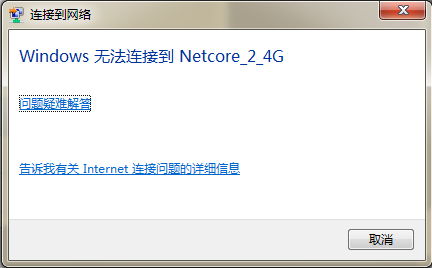 连接到网络
Windows 无法连接到 Netcore_2_4G
问题疑难解答
告诉我有关 Internet 连接问题的详细信息
取消